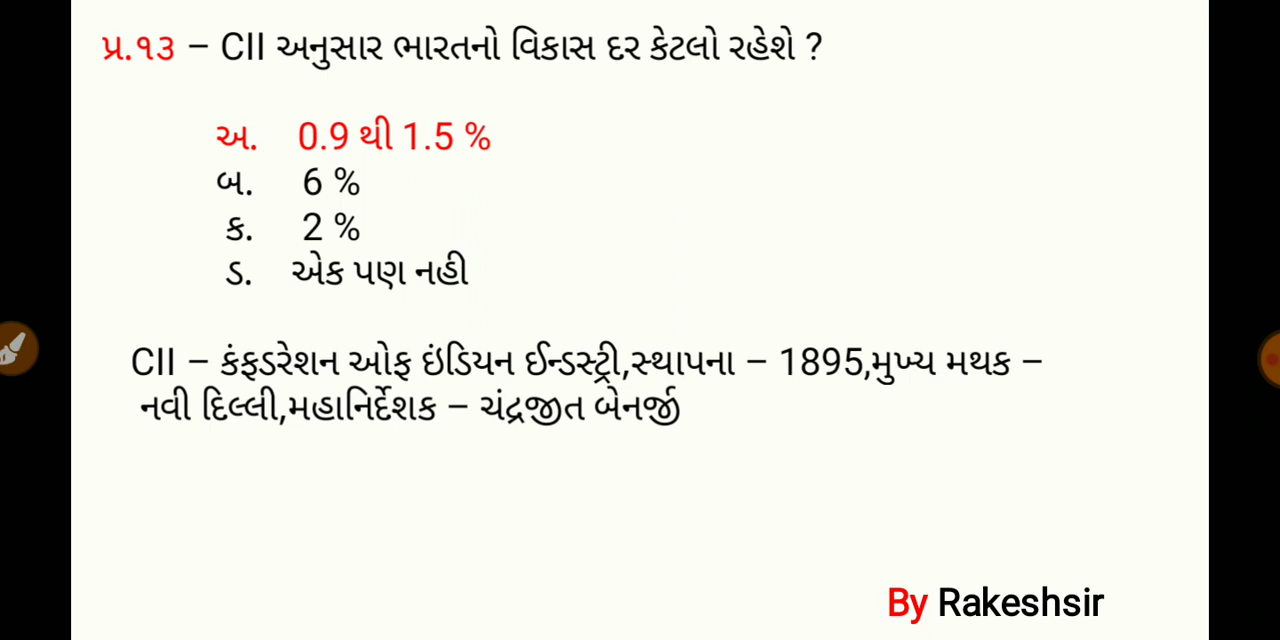 પ્ર.૧૩ – CII અનુસાર ભારતનો વિકાસ દર કેટલો રહેશે ?
અ. 0.9 થી 1.5 %
બ. 6 %
ક. 2 %
ડ. એક પણ નહી
CII – કંફડરેશન ઓફ ઇંડિયન ઈન્ડસ્ટ્રી,સ્થાપના – 1895,મુખ્ય મથક –
નવી દિલ્લી,મહાનિર્દેશક – ચંદ્રજીત બેનર્જી
By Rakeshsir